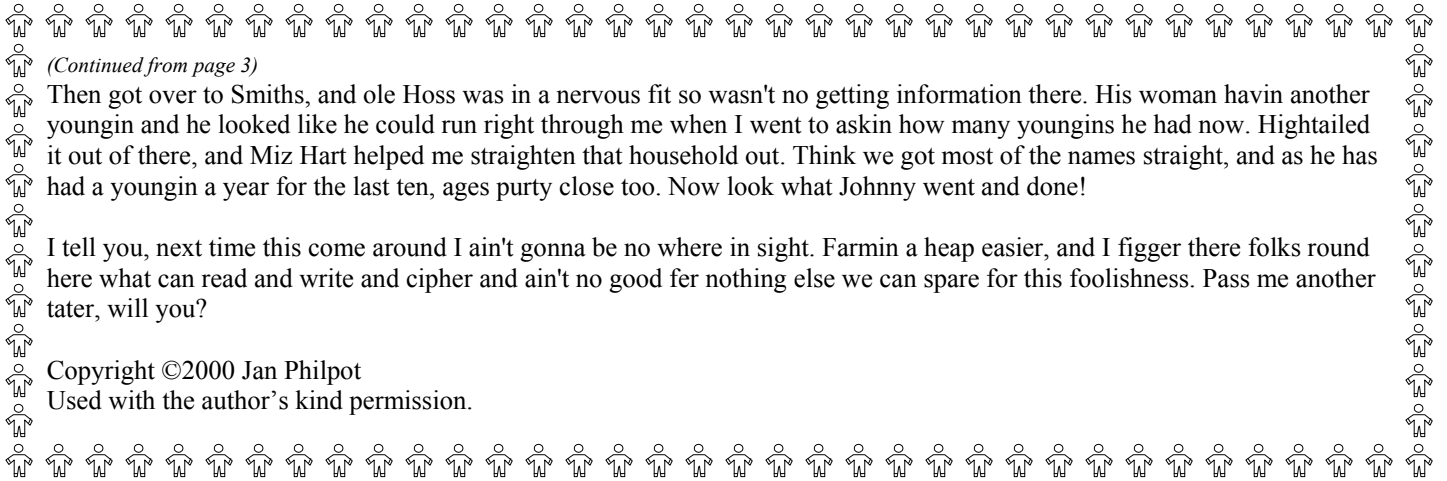 (Continued from page 3)
Then got over to Smiths, and ole Hoss was in a nervous fit so wasn't no getting information there. His woman havin another
youngin and he looked like he could run right through me when I went to askin how many youngins he had now. Hightailed
it out of there, and Miz Hart helped me straighten that household out. Think we got most of the names straight, and as he has
had a youngin a year for the last ten, ages purty close too. Now look what Johnny went and done!
I tell you, next time this come around I ain't gonna be no where in sight. Farmin a heap easier, and I figger there folks round
here what can read and write and cipher and ain't no good fer nothing else we can spare for this foolishness. Pass me another
tater, will you?
Copyright ©2000 Jan Philpot
Used with the author’s kind permission.